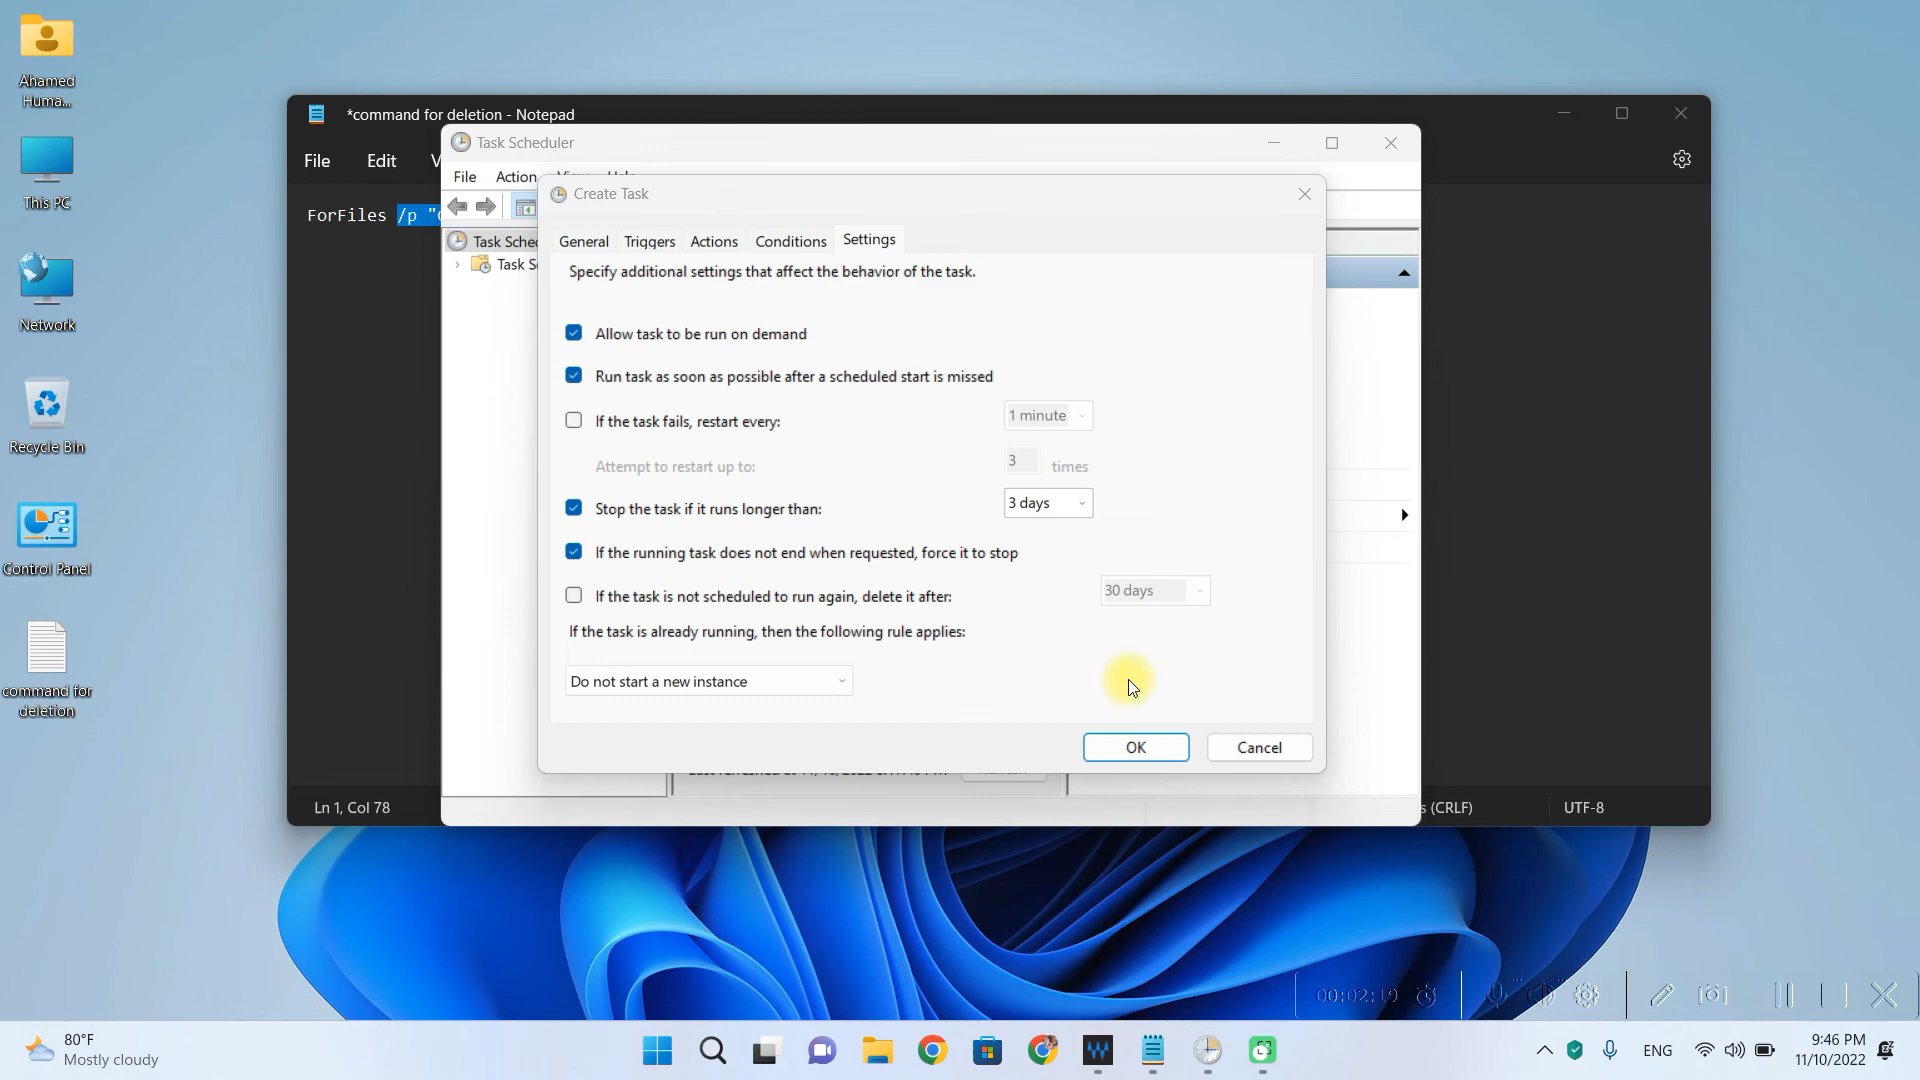 Ahamed
Huma...
This PC
Network
Recycle Bin
Control Panel
command for
deletion
*command for deletion - Notepad
File
Edit
V
ForFiles /p "
Task Scheduler
File
Action
Task Sche
Task S
Create Task
General
Triggers
Actions
Conditions
Settings
Specify additional settings that affect the behavior of the task.
Allow task to be run on demand
Run task as soon as possible after a scheduled start is missed
If the task fails, restart every:
1 minute
Attempt to restart up to:
3
times
Stop the task if it runs longer than:
3 days
If the running task does not end when requested, force it to stop
If the task is not scheduled to run again, delete it after:
30 days
If the task is already running, then the following rule applies:
Do not start a new instance
OK
Cancel
Ln 1, Col 78
s (CRLF)
UTF-8
00:02:19
80°F
Mostly cloudy
ENG
9:46 PM
11/10/2022